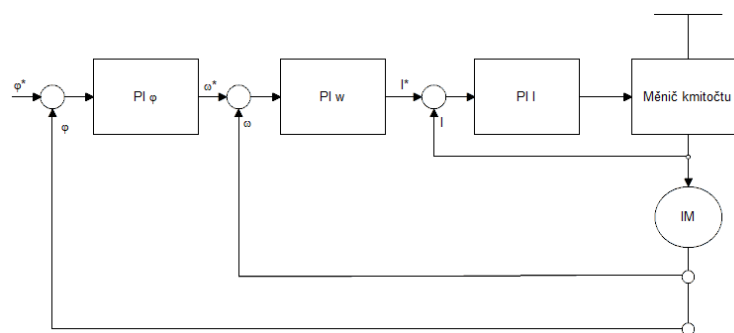 φ*
PI φ
ω*
PI w
I*
PI I
Měnič kmitočtu
φ
ω
I
IM